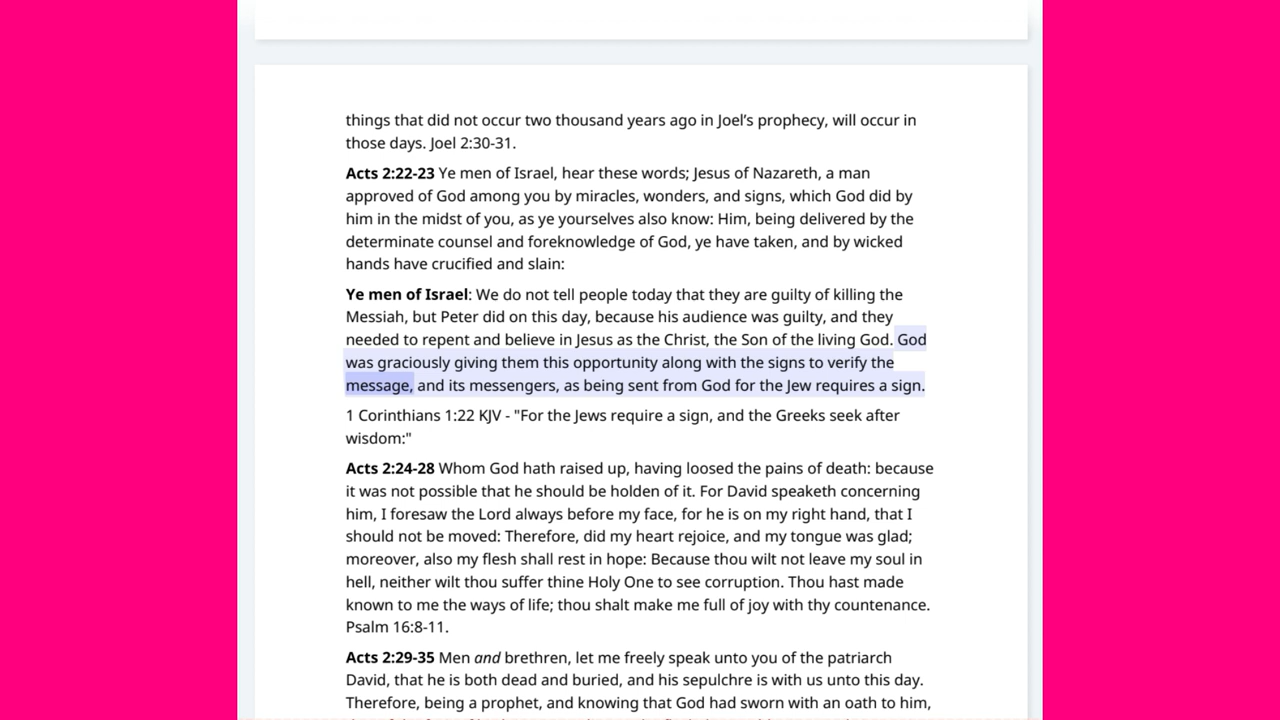 things that did not occur two thousand years ago in Joel’s prophecy, will occur in
those days. Joel 2:30-31.
Acts 2:22-23 Ye men of Israel, hear these words; Jesus of Nazareth, a man
approved of God among you by miracles, wonders, and signs, which God did by
him in the midst of you, as ye yourselves also know: Him, being delivered by the
determinate counsel and foreknowledge of God, ye have taken, and by wicked
hands have crucified and slain:
Ye men of Israel: We do not tell people today that they are guilty of killing the
Messiah, but Peter did on this day, because his audience was guilty, and they
needed to repent and believe in Jesus as the Christ, the Son of the living God. God
was graciously giving them this opportunity along with the signs to verify the
message, and its messengers, as being sent from God for the Jew requires a sign.
1 Corinthians 1:22 KJV - "For the Jews require a sign, and the Greeks seek after
wisdom:"
Acts 2:24-28 Whom God hath raised up, having loosed the pains of death: because
it was not possible that he should be holden of it. For David speaketh concerning
him, I foresaw the Lord always before my face, for he is on my right hand, that I
should not be moved: Therefore, did my heart rejoice, and my tongue was glad;
moreover, also my flesh shall rest in hope: Because thou wilt not leave my soul in
hell, neither wilt thou suffer thine Holy One to see corruption. Thou hast made
known to me the ways of life; thou shalt make me full of joy with thy countenance.
Psalm 16:8-11.
Acts 2:29-35 Men and brethren, let me freely speak unto you of the patriarch
David, that he is both dead and buried, and his sepulchre is with us unto this day.
Therefore, being a prophet, and knowing that God had sworn with an oath to him,